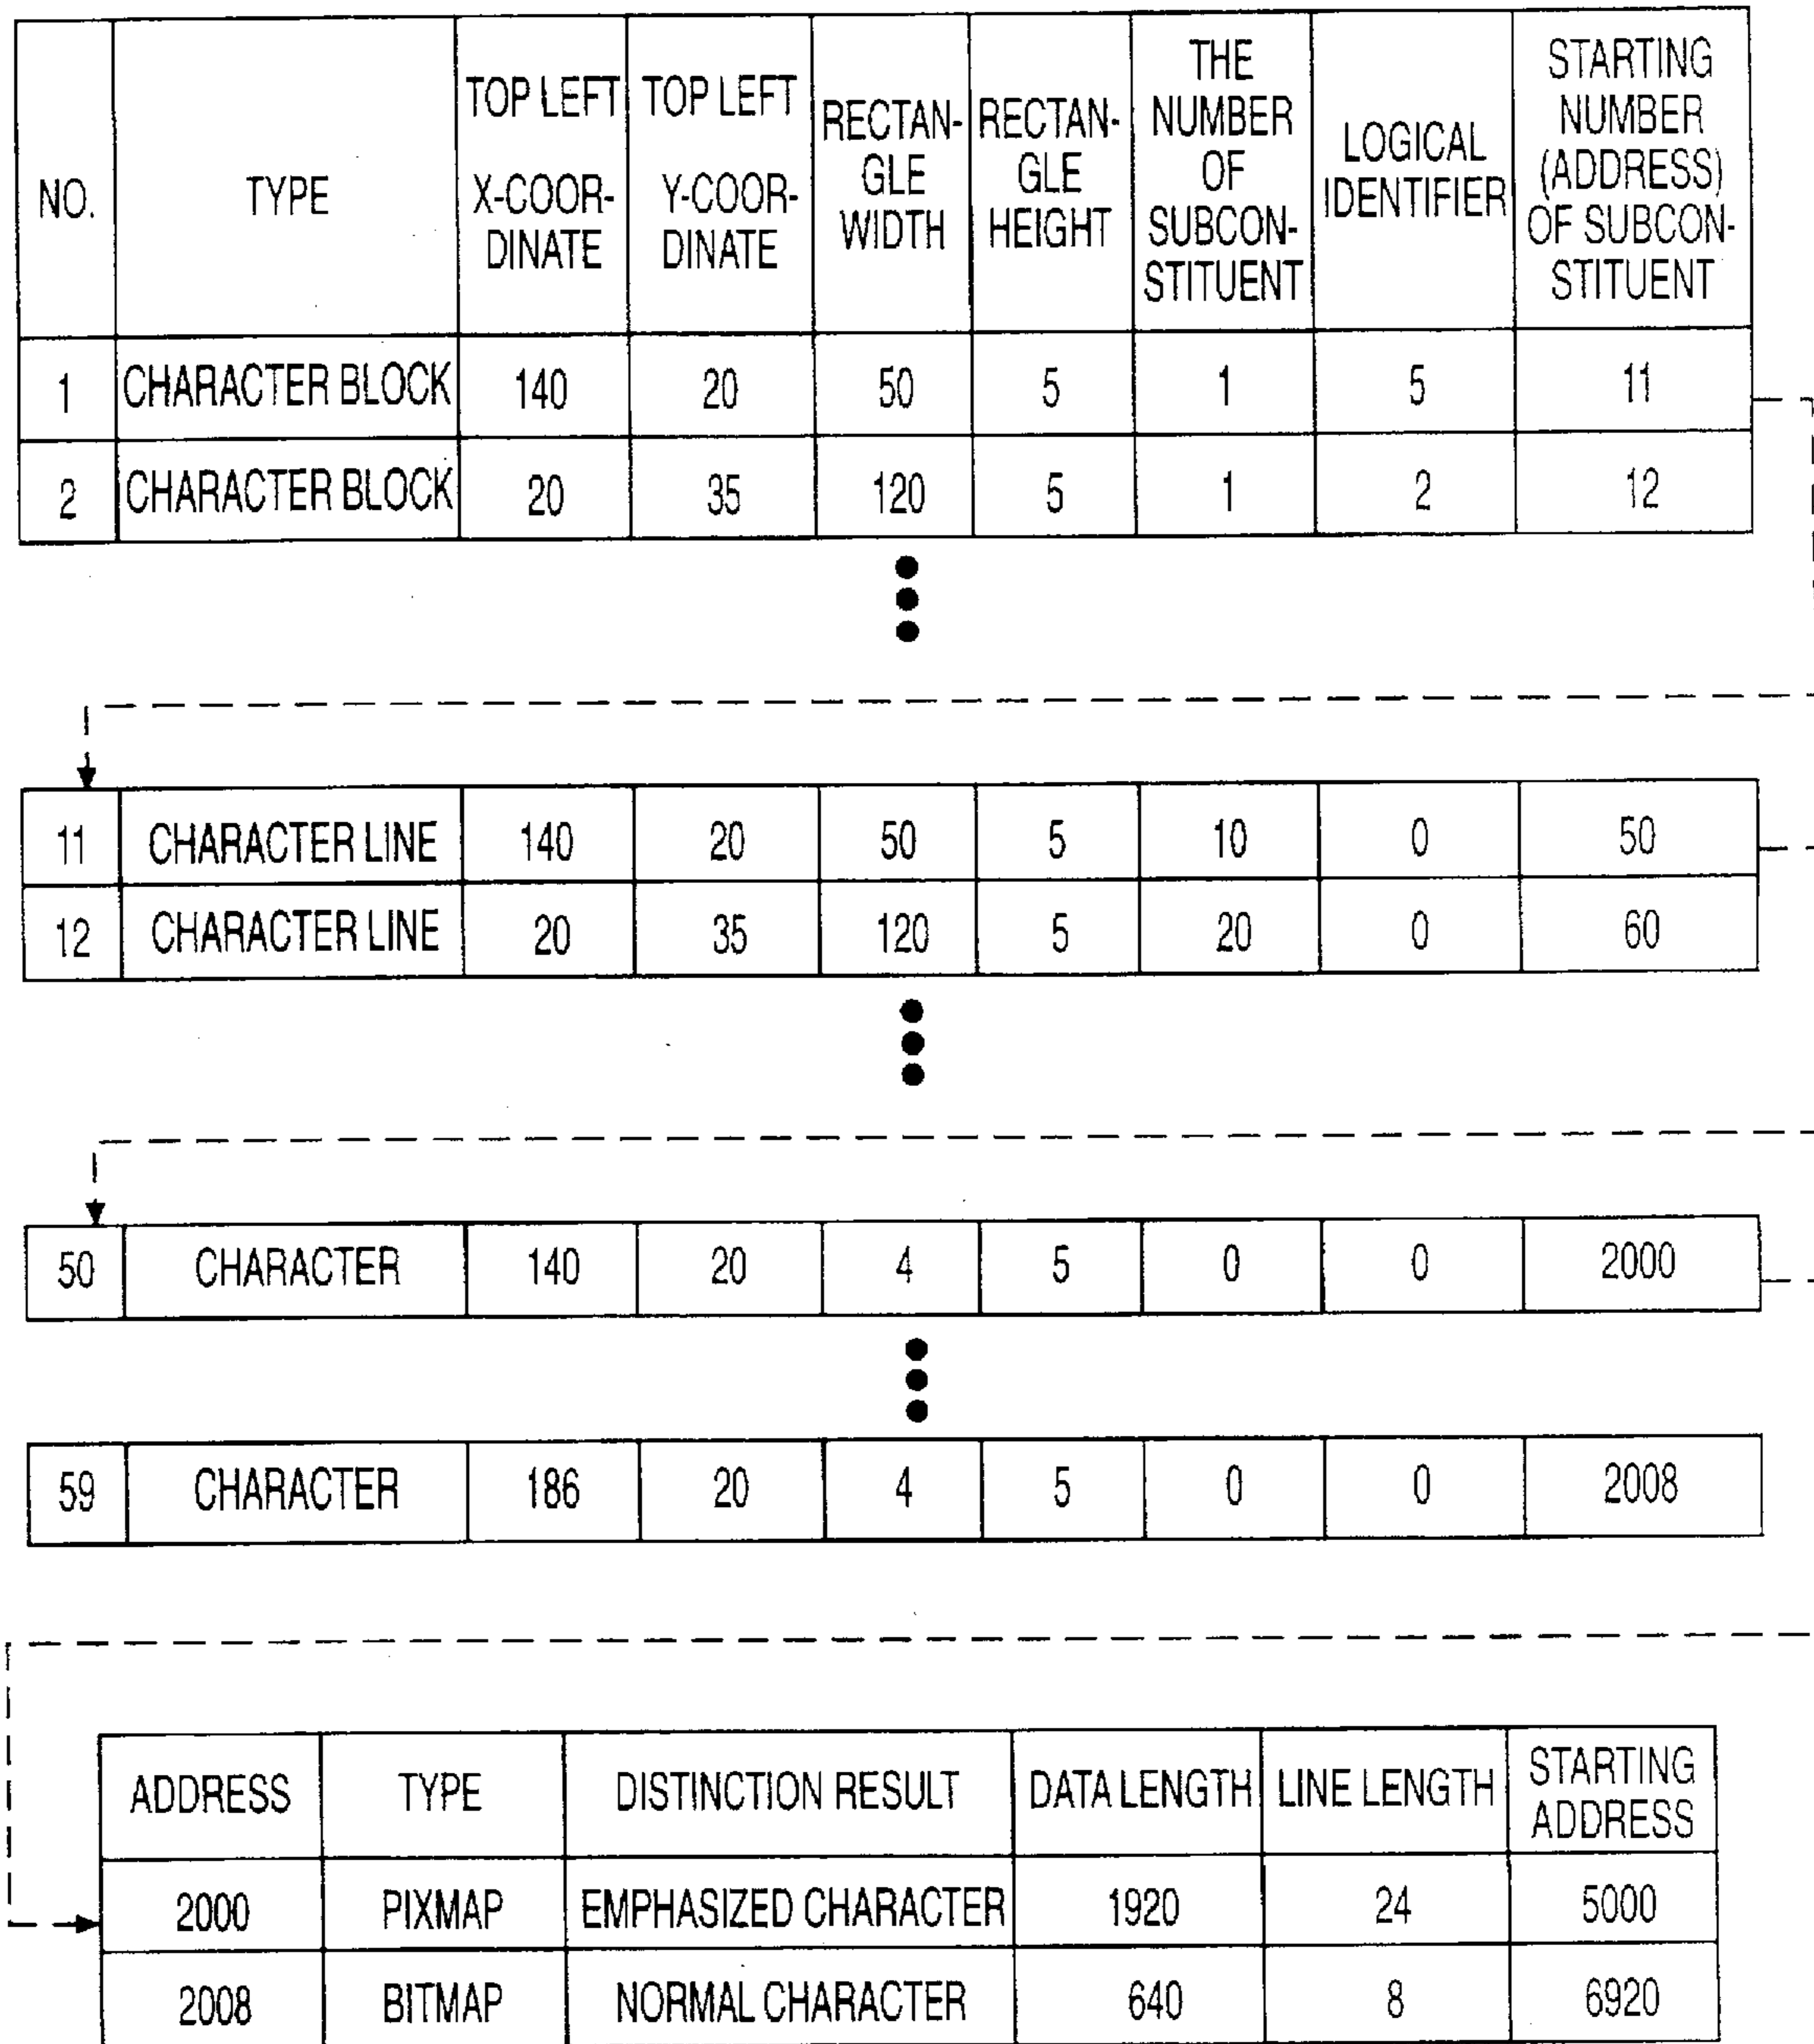 NO. TYPE TOP LEFT X-COOR- DINATE TOP LEFT Y-COOR- DINATE RECTAN- GLE WIDTH RECTAN- GLE HEIGHT THE NUMBER OF SUBCON- STITUENT LOGICAL IDENTIFIER STARTING NUMBER (ADDRESS) OF SUBCON- STITUENT
1 CHARACTER BLOCK 140 20 50 5 1 5 11
2 CHARACTER BLOCK 20 35 120 5 1 2 12
11 CHARACTER LINE 140 20 50 5 10 0 50
12 CHARACTER LINE 20 35 120 5 20 0 60
50 CHARACTER 140 20 4 5 0 0 2000
59 CHARACTER 186 20 4 5 0 0 2008
ADDRESS TYPE DISTINCTION RESULT DATA LENGTH LINE LENGTH STARTING ADDRESS
2000 PIXMAP EMPHASIZED CHARACTER 1920 24 5000
2008 BITMAP NORMAL CHARACTER 640 8 6920